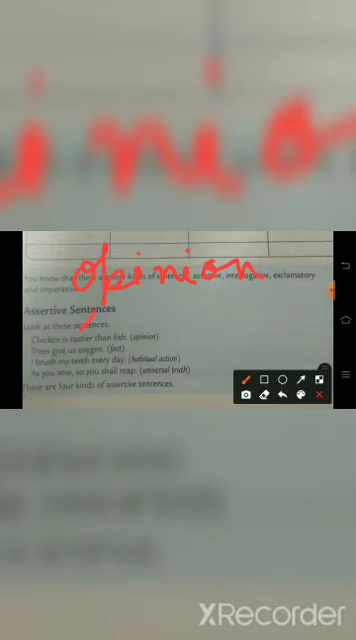 opinion
You know that there are four kinds of sentences, assertive, interrogative, exclamatory
and imperative
Assertive Sentences
Look at these sentences.
Chicken is tastier than fish. (opinion)
Trees give us oxygen. (fact)
I brush my teeth every day. (habitual action)
As you sow, so you shall reap. (universal truth)
These are four kinds of assertive sentences.
XRecorder